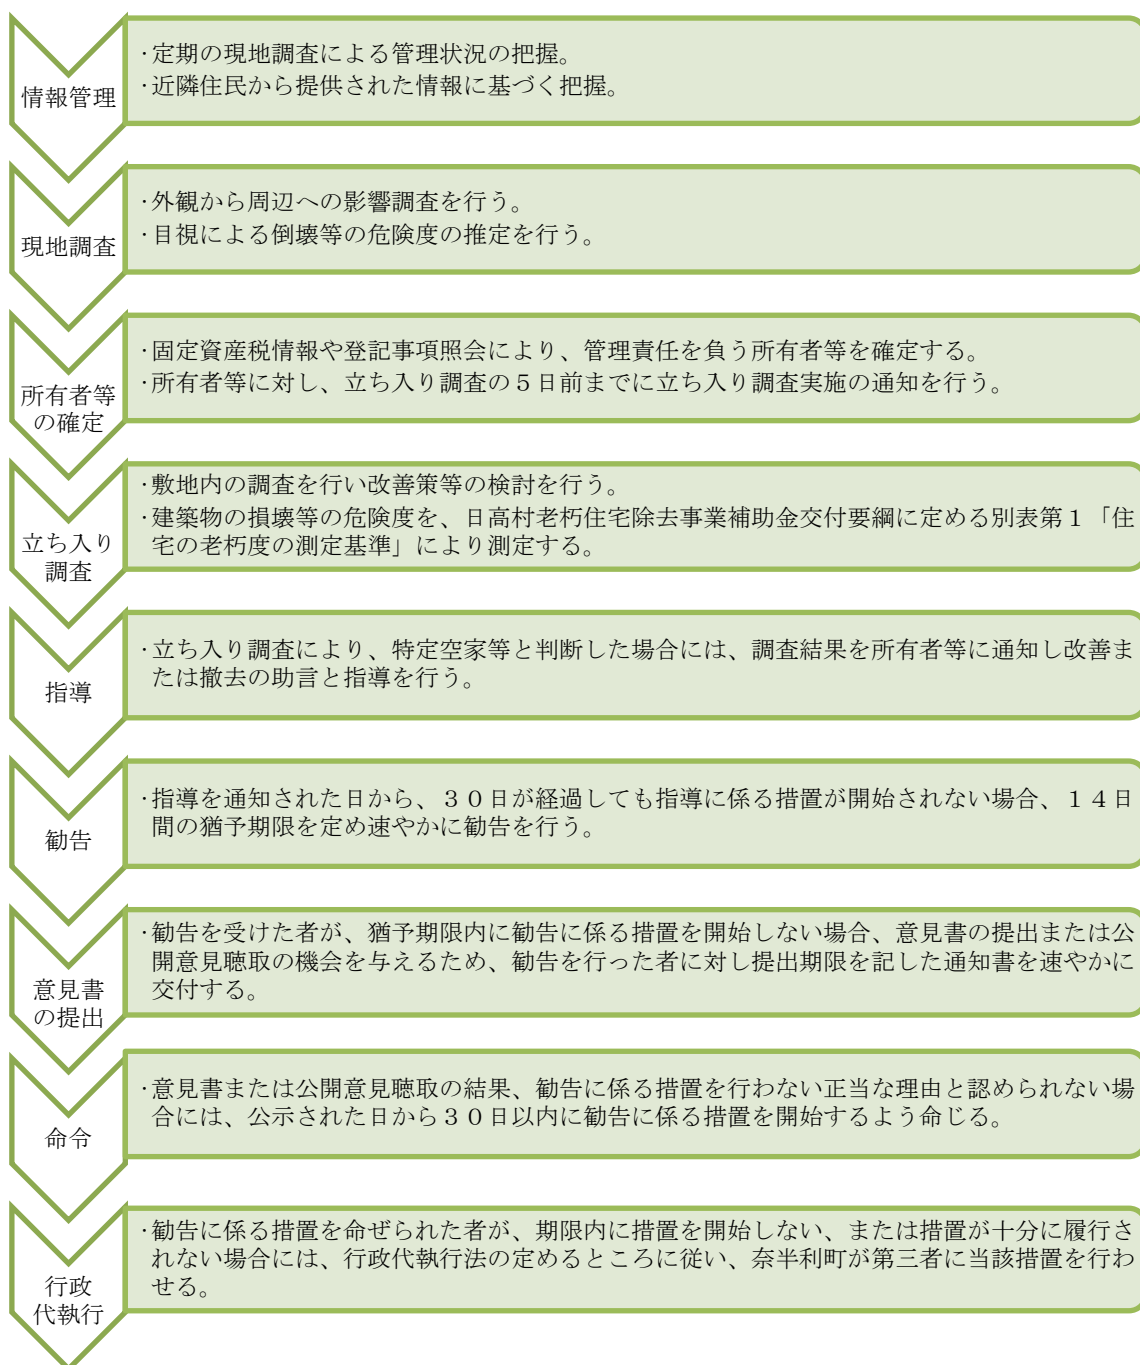 情報管理
・定期の現地調査による管理状況の把握。
・近隣住民から提供された情報に基づく把握。
現地調査
・外観から周辺への影響調査を行う。
・目視による倒壊等の危険度の推定を行う。
所有者等
の確定
・固定資産税情報や登記事項照会により、管理責任を負う所有者等を確定する。
・所有者等に対し、立ち入り調査の５日前までに立ち入り調査実施の通知を行う。
立ち入り
調査
・敷地内の調査を行い改善策等の検討を行う。
・建築物の損壊等の危険度を、日高村老朽住宅除去事業補助金交付要綱に定める別表第１「住
宅の老朽度の測定基準」により測定する。
指導
・立ち入り調査により、特定空家等と判断した場合には、調査結果を所有者等に通知し改善ま
たは撤去の助言と指導を行う。
勧告
・指導を通知された日から、３０日が経過しても指導に係る措置が開始されない場合、１４日
間の猶予期限を定め速やかに勧告を行う。
意見書
の提出
・勧告を受けた者が、猶予期限内に勧告に係る措置を開始しない場合、意見書の提出または公
開意見聴取の機会を与えるため、勧告を行った者に対し提出期限を記した通知書を速やかに
交付する。
命令
・意見書または公開意見聴取の結果、勧告に係る措置を行わない正当な理由と認められない場
合には、公示された日から３０日以内に勧告に係る措置を開始するよう命じる。
行政
代執行
・勧告に係る措置を命ぜられた者が、期限内に措置を開始しない、または措置が十分に履行さ
れない場合には、行政代執行法の定めるところに従い、奈半利町が第三者に当該措置を行わ
せる。